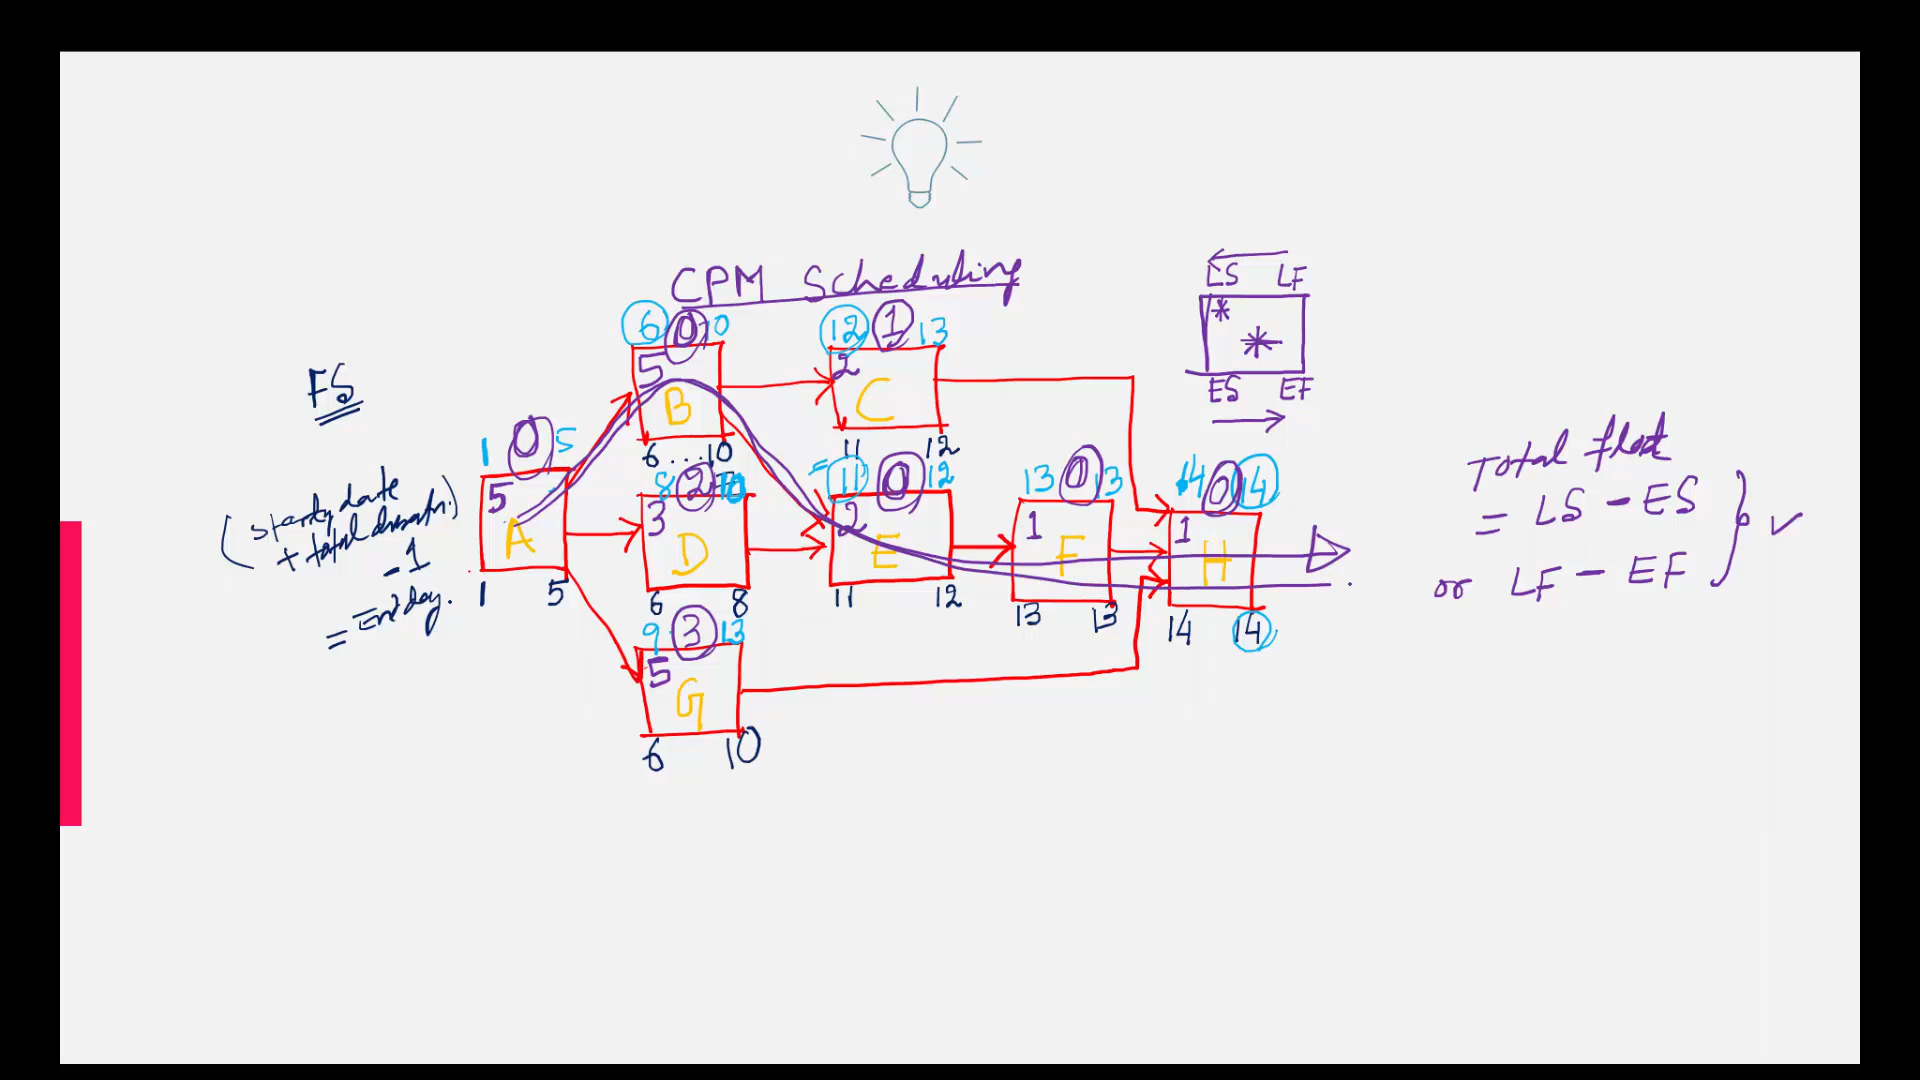 CPM Scheduling
LS LF
*
*
ES EF
FS
(starting date
+ total duration)
- 1
= End day.
1 0 5
5
A
1 5
6 0 10
5
B
6 . . . 10
12 1 13
2
C
11 12
8 2 10
3
D
6 8
11 0 12
2
E
11 12
13 0 13
1
F
13 13
14 0 14
1
H
14 14
9 3 13
5
G
6 10
Total float
= LS - ES
or LF - EF